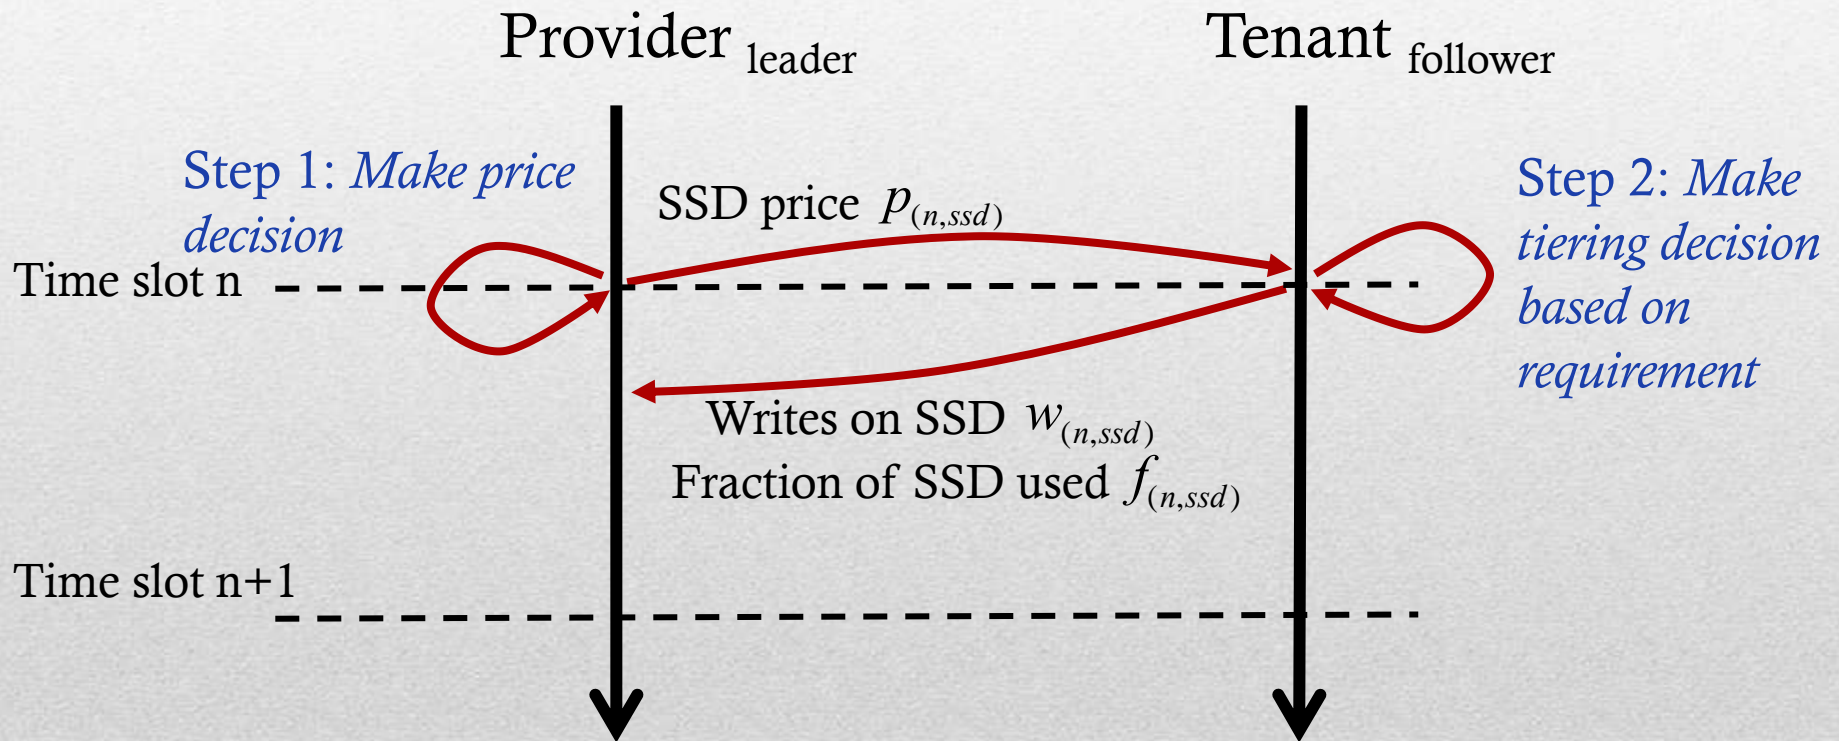 Provider leader
Tenant follower
Step 1: Make price
decision
SSD price p(n,ssd)
Step 2: Make
tiering decision
based on
requirement
Time slot n
Writes on SSD w(n,ssd)
Fraction of SSD used f(n,ssd)
Time slot n+1